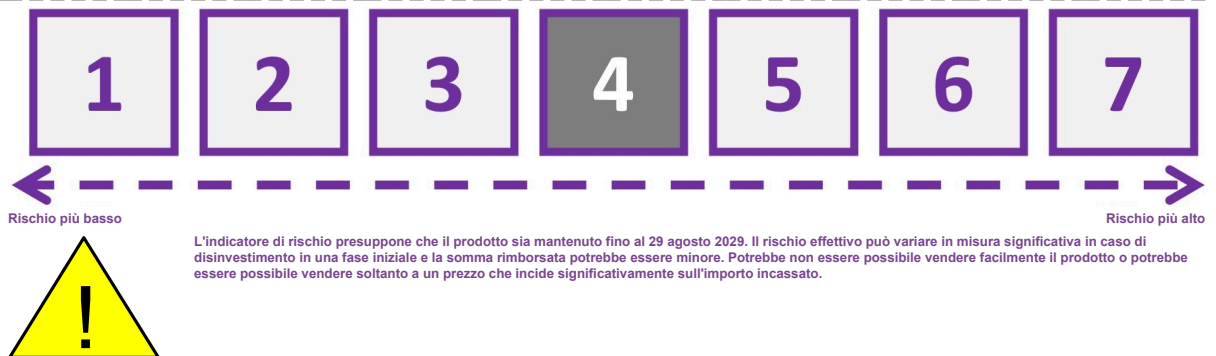 1 2 3 4 5 6 7
Rischio più basso Rischio più alto
L'indicatore di rischio presuppone che il prodotto sia mantenuto fino al 29 agosto 2029. Il rischio effettivo può variare in misura significativa in caso di
disinvestimento in una fase iniziale e la somma rimborsata potrebbe essere minore. Potrebbe non essere possibile vendere facilmente il prodotto o potrebbe
essere possibile vendere soltanto a un prezzo che incide significativamente sull'importo incassato.
!